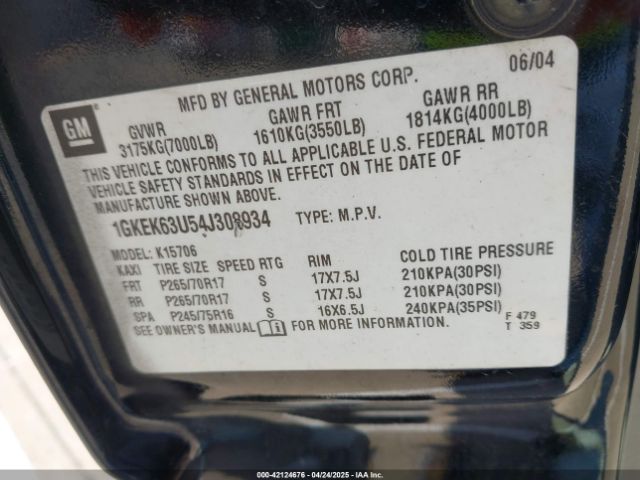 06/04
MFD BY GENERAL MOTORS CORP.
GM
GVWR GAWR FRT GAWR RR
3175KG(7000LB) 1610KG(3550LB) 1814KG(4000LB)
THIS VEHICLE CONFORMS TO ALL APPLICABLE U.S. FEDERAL MOTOR
VEHICLE SAFETY STANDARDS IN EFFECT ON THE DATE OF
MANUFACTURE SHOWN ABOVE.
1GKEK63U54J308934 TYPE: M.P.V.
MODEL: K15706
KAXI TIRE SIZE SPEED RTG RIM COLD TIRE PRESSURE
FRT P265/70R17 S 17X7.5J 210KPA(30PSI)
RR P265/70R17 S 17X7.5J 210KPA(30PSI)
SPA P245/75R16 S 16X6.5J 240KPA(35PSI)
SEE OWNER'S MANUAL FOR MORE INFORMATION.
F 479
T 359
000-42124676 - 04/24/2025 - IAAI.com